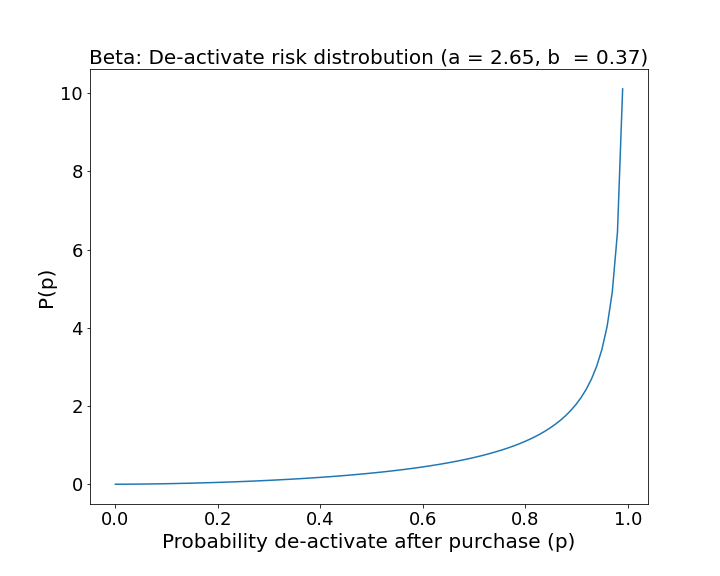 Beta: De-activate risk distrobution (a = 2.65, b  = 0.37)
P(p)
10
8
6
4
2
0
0.0 0.2 0.4 0.6 0.8 1.0
Probability de-activate after purchase (p)